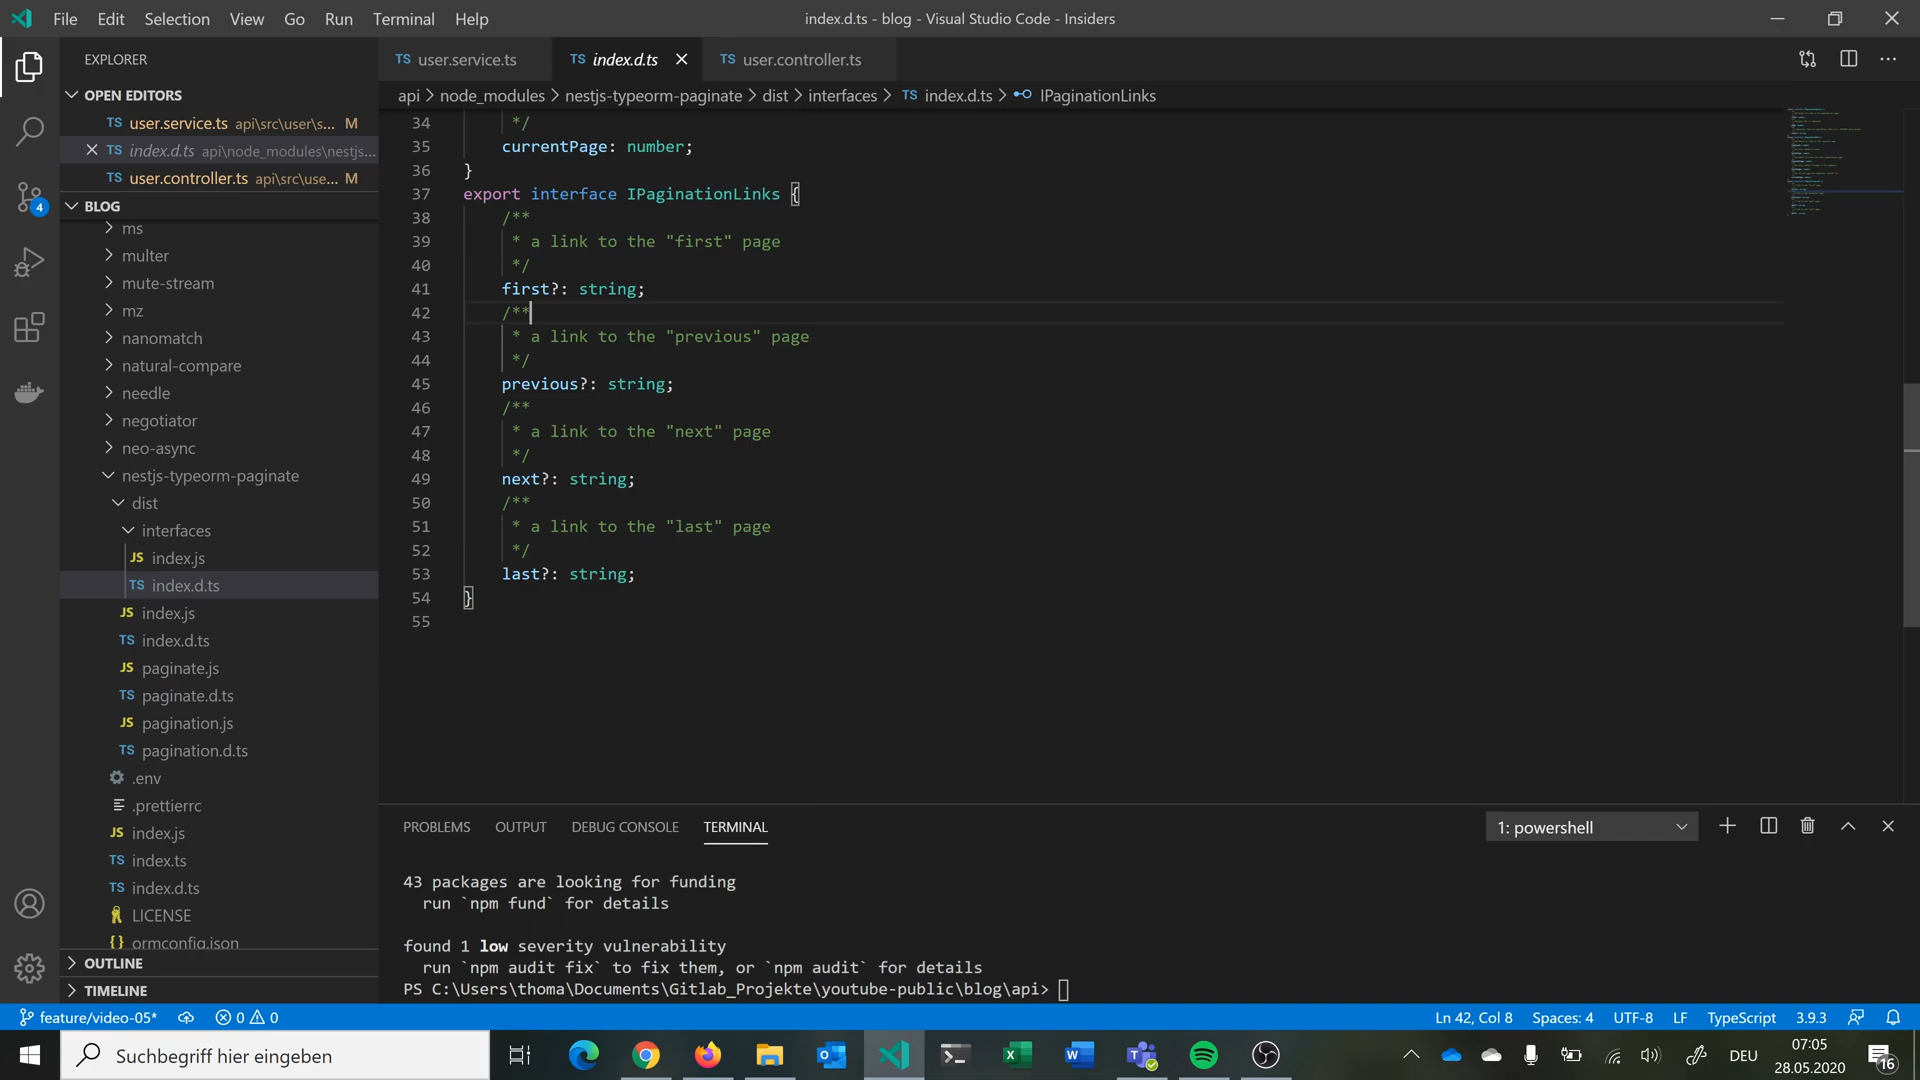 File Edit Selection View Go Run Terminal Help
index.d.ts - blog - Visual Studio Code - Insiders
EXPLORER
TS user.service.ts
TS index.d.ts
TS user.controller.ts
OPEN EDITORS
TS user.service.ts api\src\user\s... M
TS index.d.ts api\node_modules\nestjs...
TS user.controller.ts api\src\use... M
BLOG
ms
multer
mute-stream
mz
nanomatch
natural-compare
needle
negotiator
neo-async
nestjs-typeorm-paginate
dist
interfaces
JS index.js
TS index.d.ts
JS index.js
TS index.d.ts
JS paginate.js
TS paginate.d.ts
JS pagination.js
TS pagination.d.ts
.env
.prettierrc
JS index.js
TS index.ts
TS index.d.ts
LICENSE
{} ormconfig.json
OUTLINE
TIMELINE
4
api > node_modules > nestjs-typeorm-paginate > dist > interfaces > TS index.d.ts > IPaginationLinks
34 */
35 currentPage: number;
36 }
37 export interface IPaginationLinks {
38 /**
39 * a link to the "first" page
40 */
41 first?: string;
42 /**
43 * a link to the "previous" page
44 */
45 previous?: string;
46 /**
47 * a link to the "next" page
48 */
49 next?: string;
50 /**
51 * a link to the "last" page
52 */
53 last?: string;
54 }
55
PROBLEMS OUTPUT DEBUG CONSOLE TERMINAL
1: powershell
43 packages are looking for funding
run `npm fund` for details
found 1 low severity vulnerability
run `npm audit fix` to fix them, or `npm audit` for details
PS C:\Users\thoma\Documents\Gitlab_Projekte\youtube-public\blog\api>
feature/video-05* 0 0
Ln 42, Col 8 Spaces: 4 UTF-8 LF TypeScript 3.9.3
Suchbegriff hier eingeben
DEU
07:05
28.05.2020
16